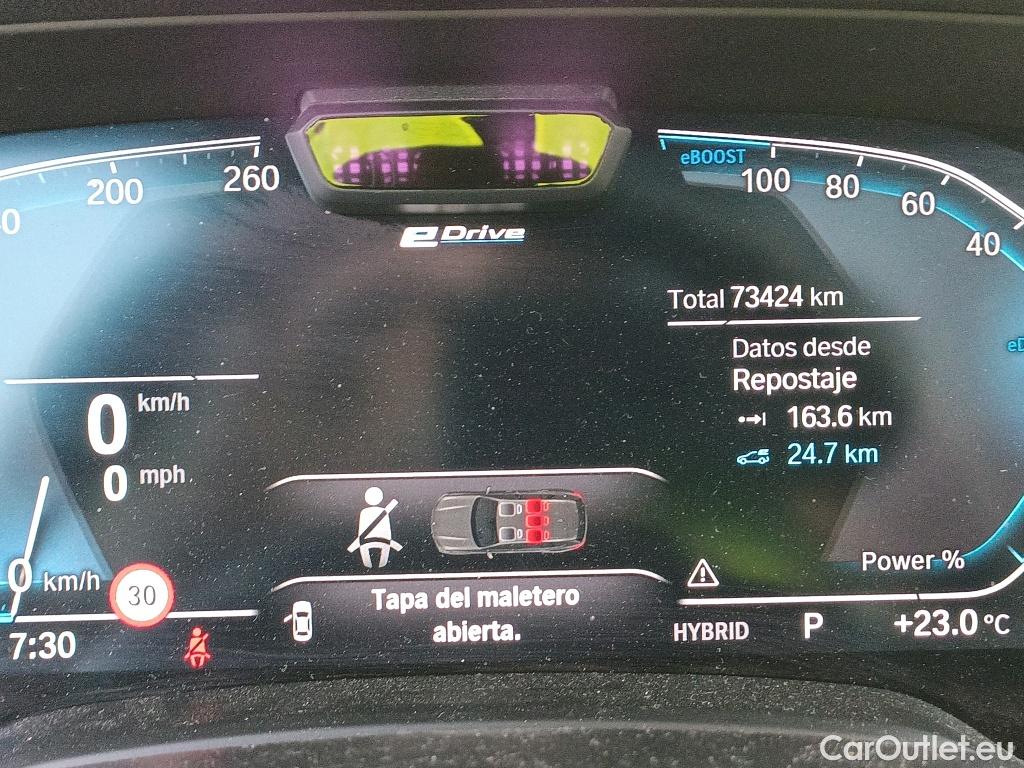 200
260
eBOOST
100
80
60
40
eDrive
Total 73424 km
Datos desde
Repostaje
163.6 km
24.7 km
0 km/h
0 mph
0 km/h
30
Power %
Tapa del maletero
abierta.
7:30
HYBRID
P
+23.0 °C
CarOutlet.eu